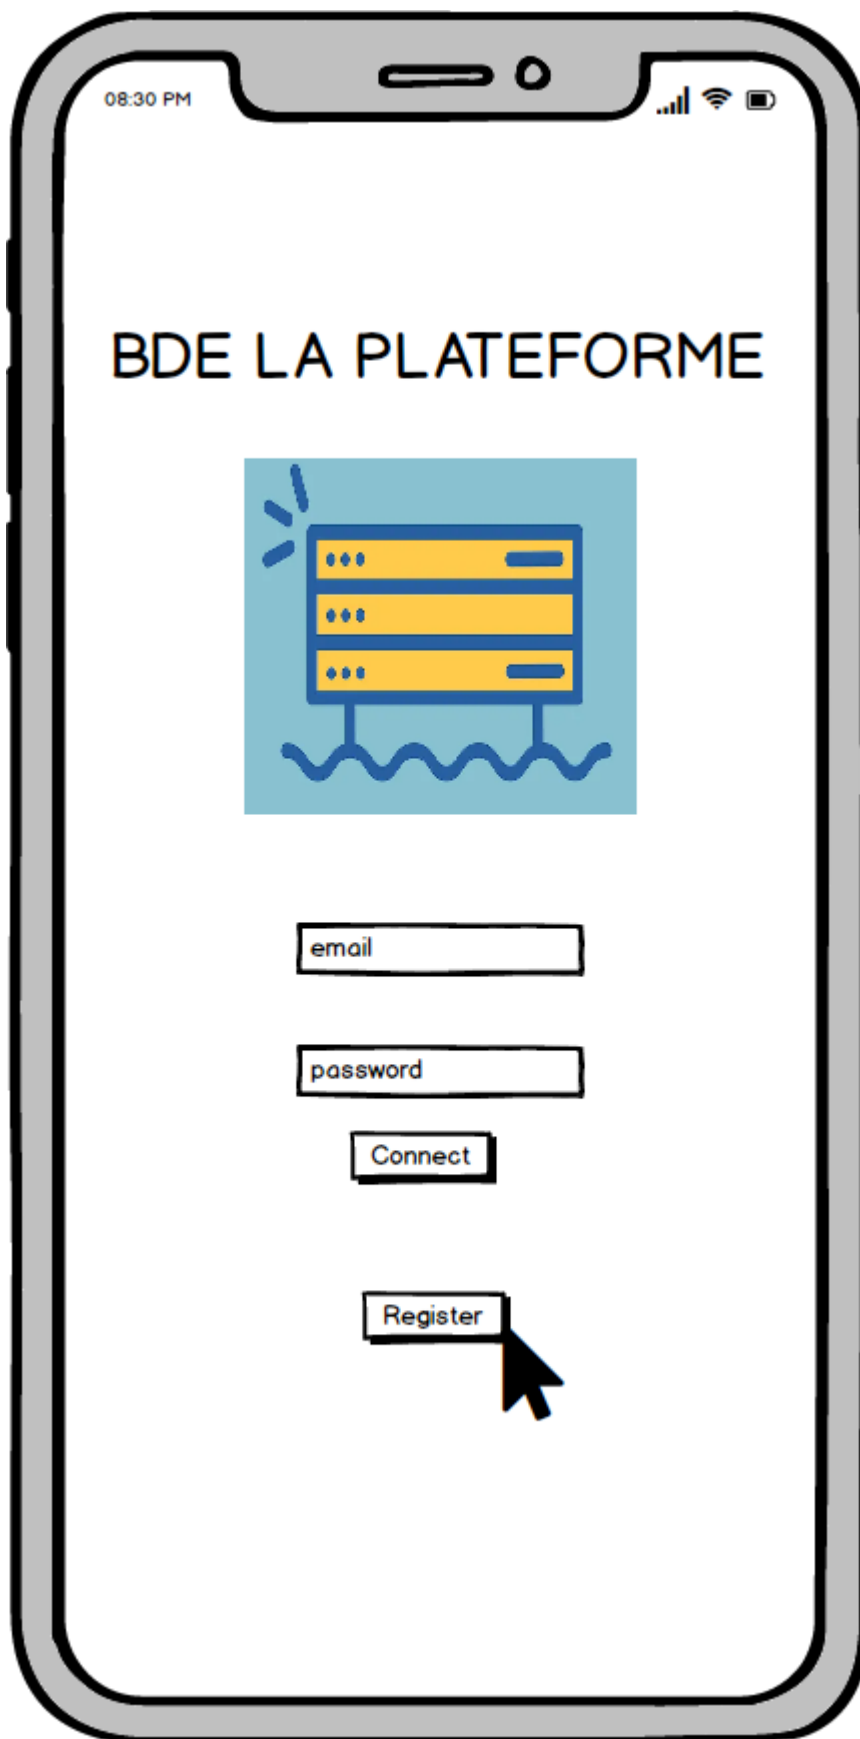 08:30 PM
BDE LA PLATEFORME
email
password
Connect
Register